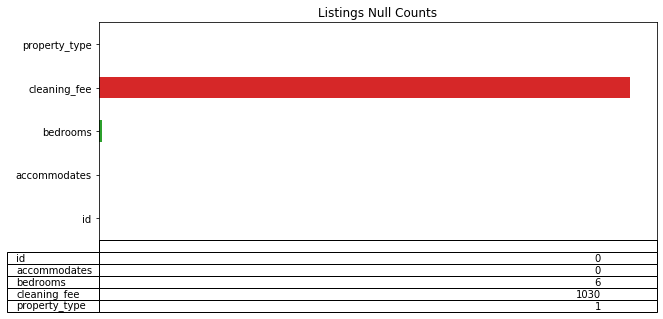 Listings Null Counts
property_type
cleaning_fee
bedrooms
accommodates
id
id 0
accommodates 0
bedrooms 6
cleaning_fee 1030
property_type 1